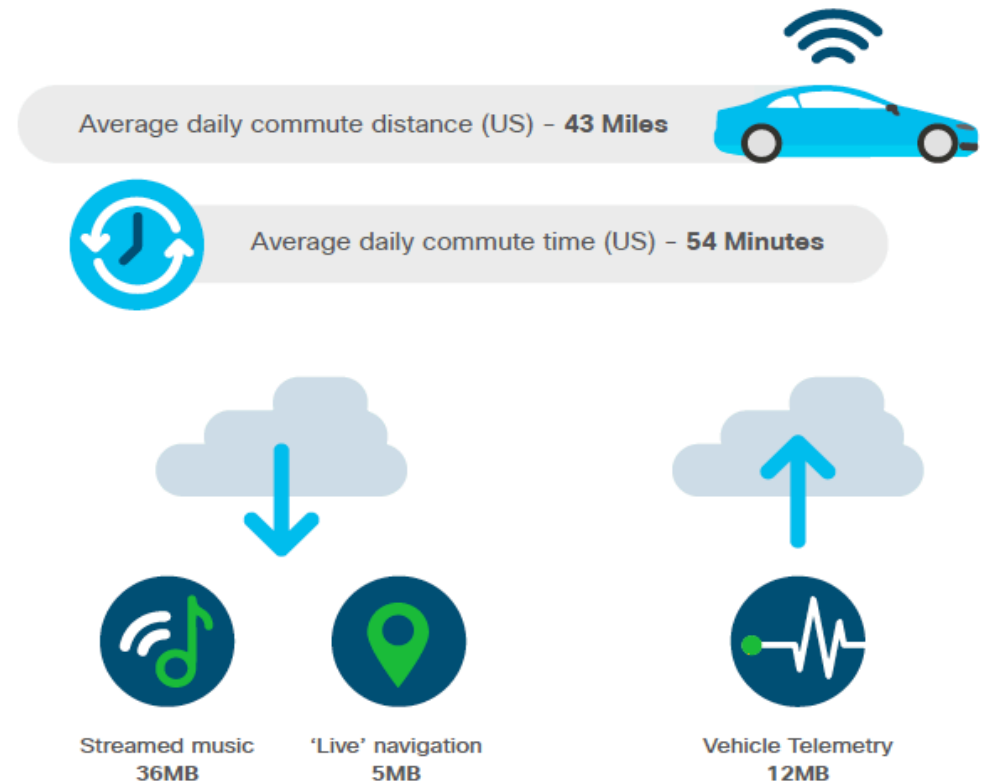 Average daily commute distance (US) - 43 Miles
Average daily commute time (US) - 54 Minutes
Streamed music
36MB
‘Live’ navigation
5MB
Vehicle Telemetry
12MB